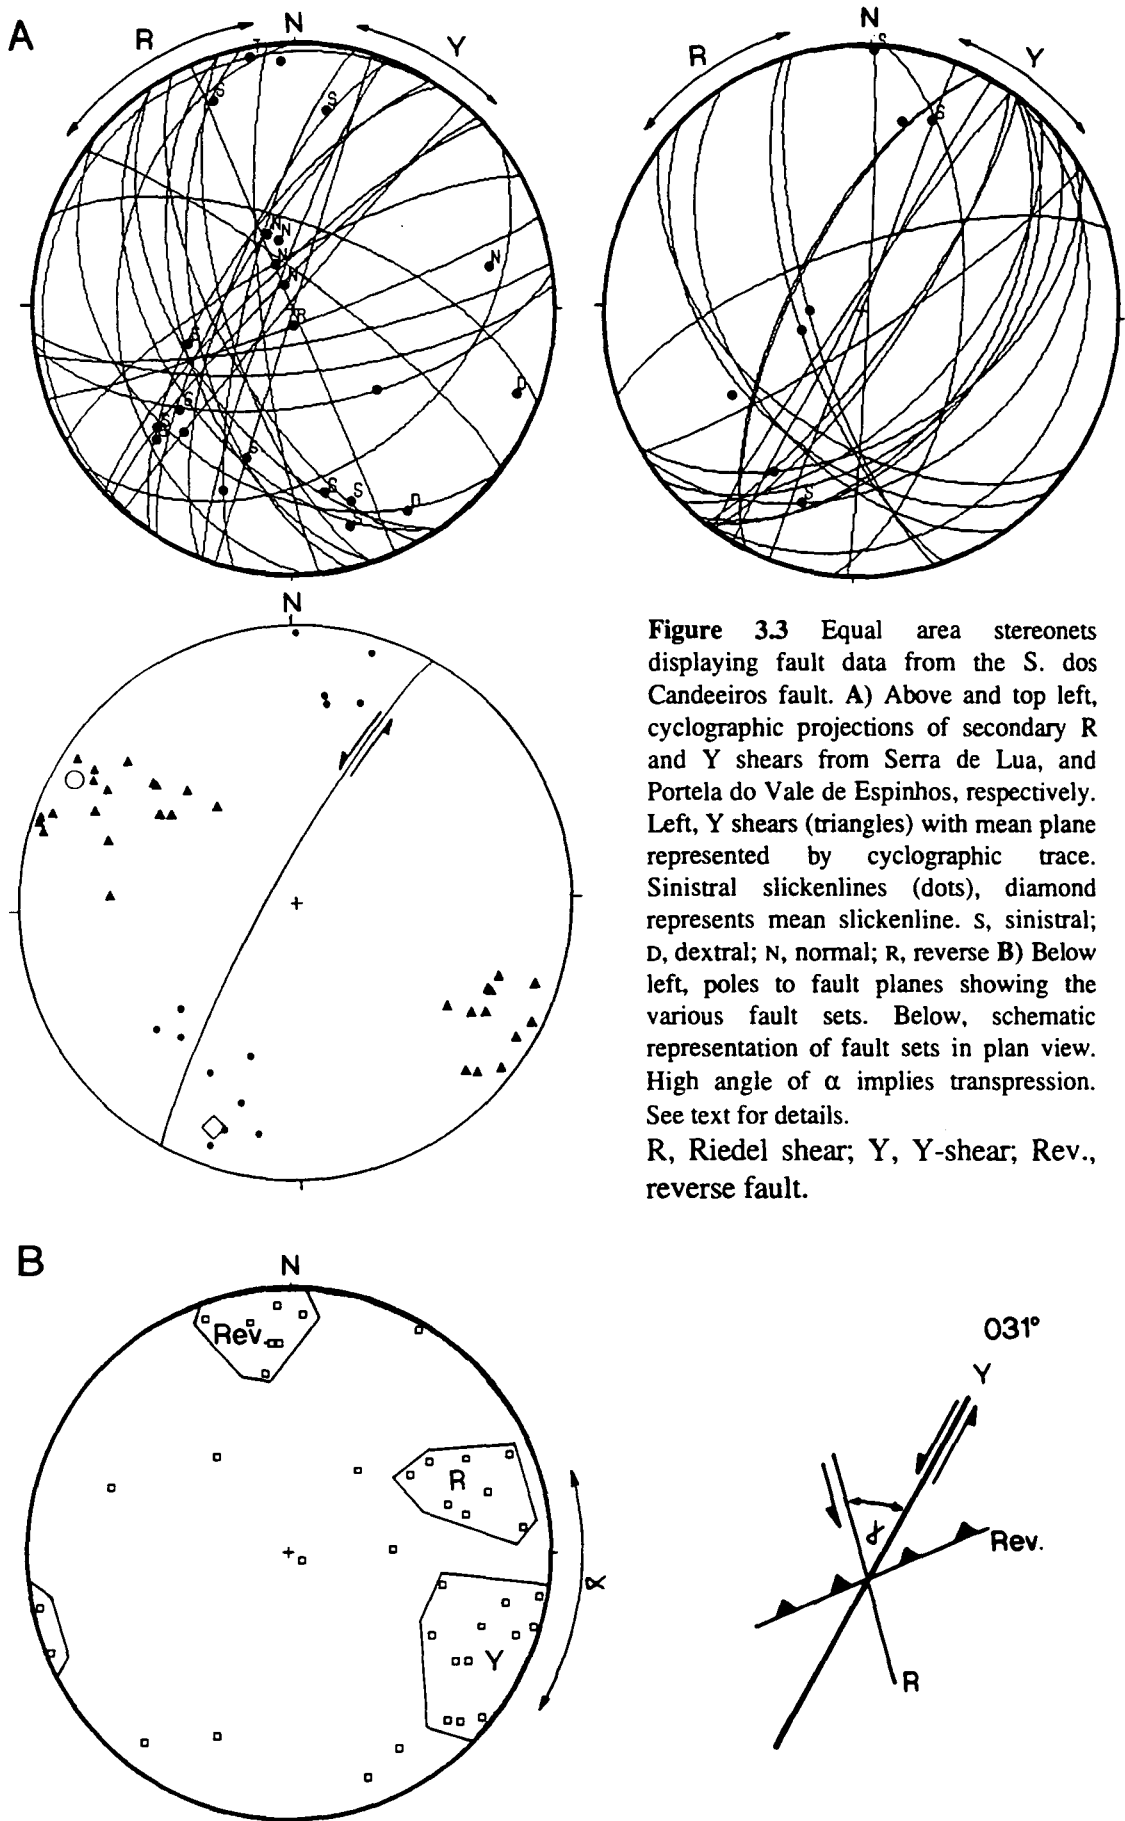 A
N
R
Y
N
R
Y
T
S
S
N
N
N
N
N
R
S
D
S
S
S
S
S
S
D
S
S
S
N
Figure 3.3 Equal area stereonets
displaying fault data from the S. dos
Candeeiros fault. A) Above and top left,
cyclographic projections of secondary R
and Y shears from Serra de Lua, and
Portela do Vale de Espinhos, respectively.
Left, Y shears (triangles) with mean plane
represented by cyclographic trace.
Sinistral slickenlines (dots), diamond
represents mean slickenline. S, sinistral;
D, dextral; N, normal; R, reverse B) Below
left, poles to fault planes showing the
various fault sets. Below, schematic
representation of fault sets in plan view.
High angle of α implies transpression.
See text for details.
R, Riedel shear; Y, Y-shear; Rev.,
reverse fault.
B
N
Rev.
R
Y
α
031°
Y
α
Rev.
R